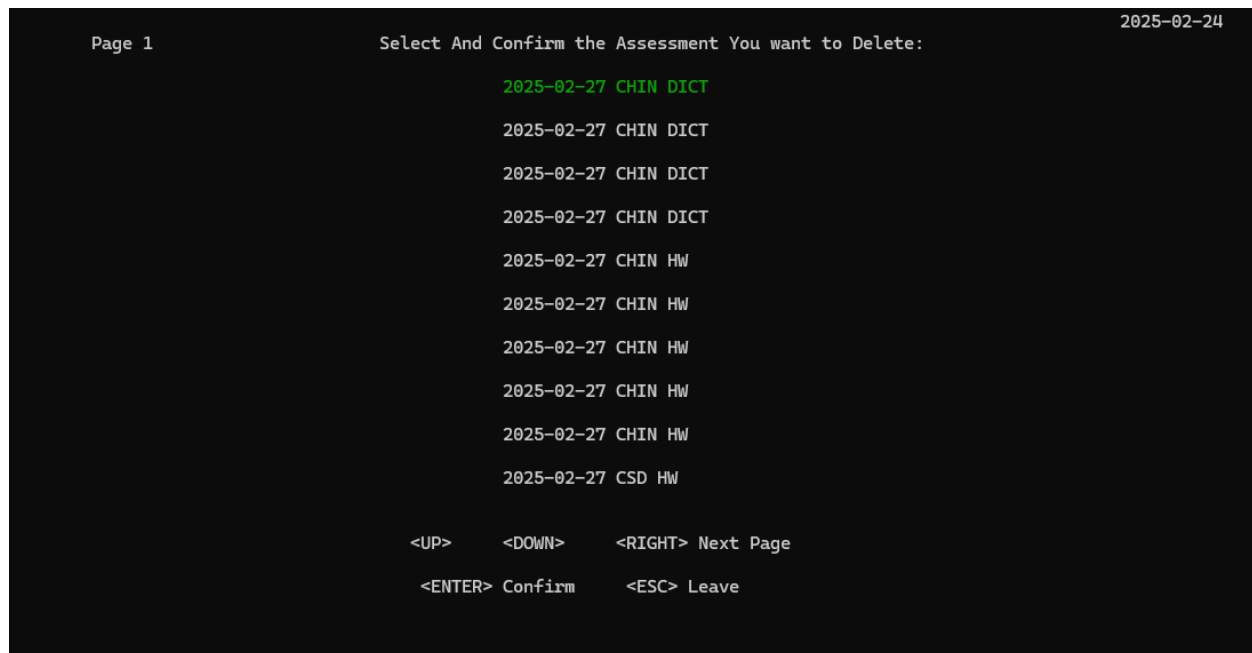 2025-02-24
Page 1 Select And Confirm the Assessment You want to Delete:
2025-02-27 CHIN DICT
2025-02-27 CHIN DICT
2025-02-27 CHIN DICT
2025-02-27 CHIN DICT
2025-02-27 CHIN HW
2025-02-27 CHIN HW
2025-02-27 CHIN HW
2025-02-27 CHIN HW
2025-02-27 CHIN HW
2025-02-27 CSD HW
<UP> <DOWN> <RIGHT> Next Page
<ENTER> Confirm <ESC> Leave